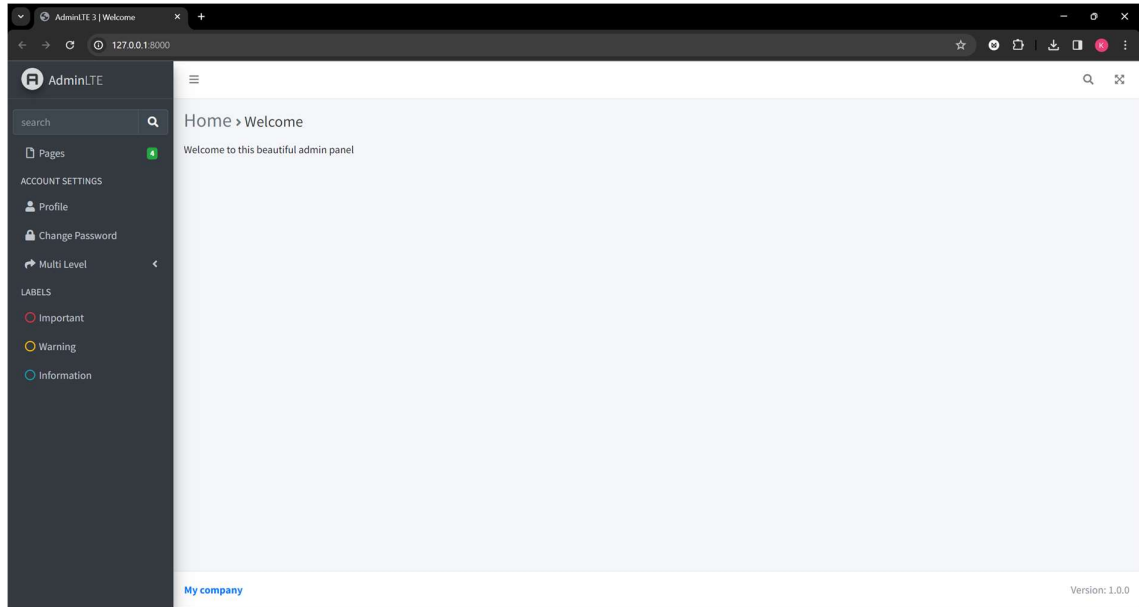 AdminLTE 3 | Welcome
127.0.0.1:8000
K
AdminLTE
search
Pages 4
ACCOUNT SETTINGS
Profile
Change Password
Multi Level
LABELS
Important
Warning
Information
Home › Welcome
Welcome to this beautiful admin panel
My company
Version: 1.0.0